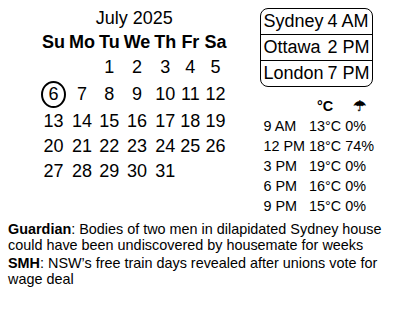 July 2025
Su Mo Tu We Th Fr Sa
1 2 3 4 5
6 7 8 9 10 11 12
13 14 15 16 17 18 19
20 21 22 23 24 25 26
27 28 29 30 31
Sydney 4 AM
Ottawa 2 PM
London 7 PM
°C ☂
9 AM 13°C 0%
12 PM 18°C 74%
3 PM 19°C 0%
6 PM 16°C 0%
9 PM 15°C 0%
Guardian: Bodies of two men in dilapidated Sydney house
could have been undiscovered by housemate for weeks
SMH: NSW's free train days revealed after unions vote for
wage deal